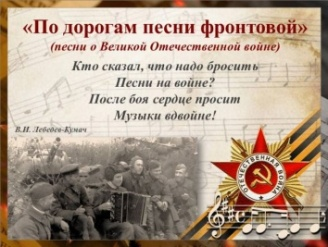 «По дорогам песни фронтовой»
(песни о Великой Отечественной войне)
Кто сказал, что надо бросить
Песни на войне?
После боя сердце просит
Музыки вдвойне!
В.И. Лебедев-Кумач
ОТЕЧЕСТВЕННАЯ ВОЙНА